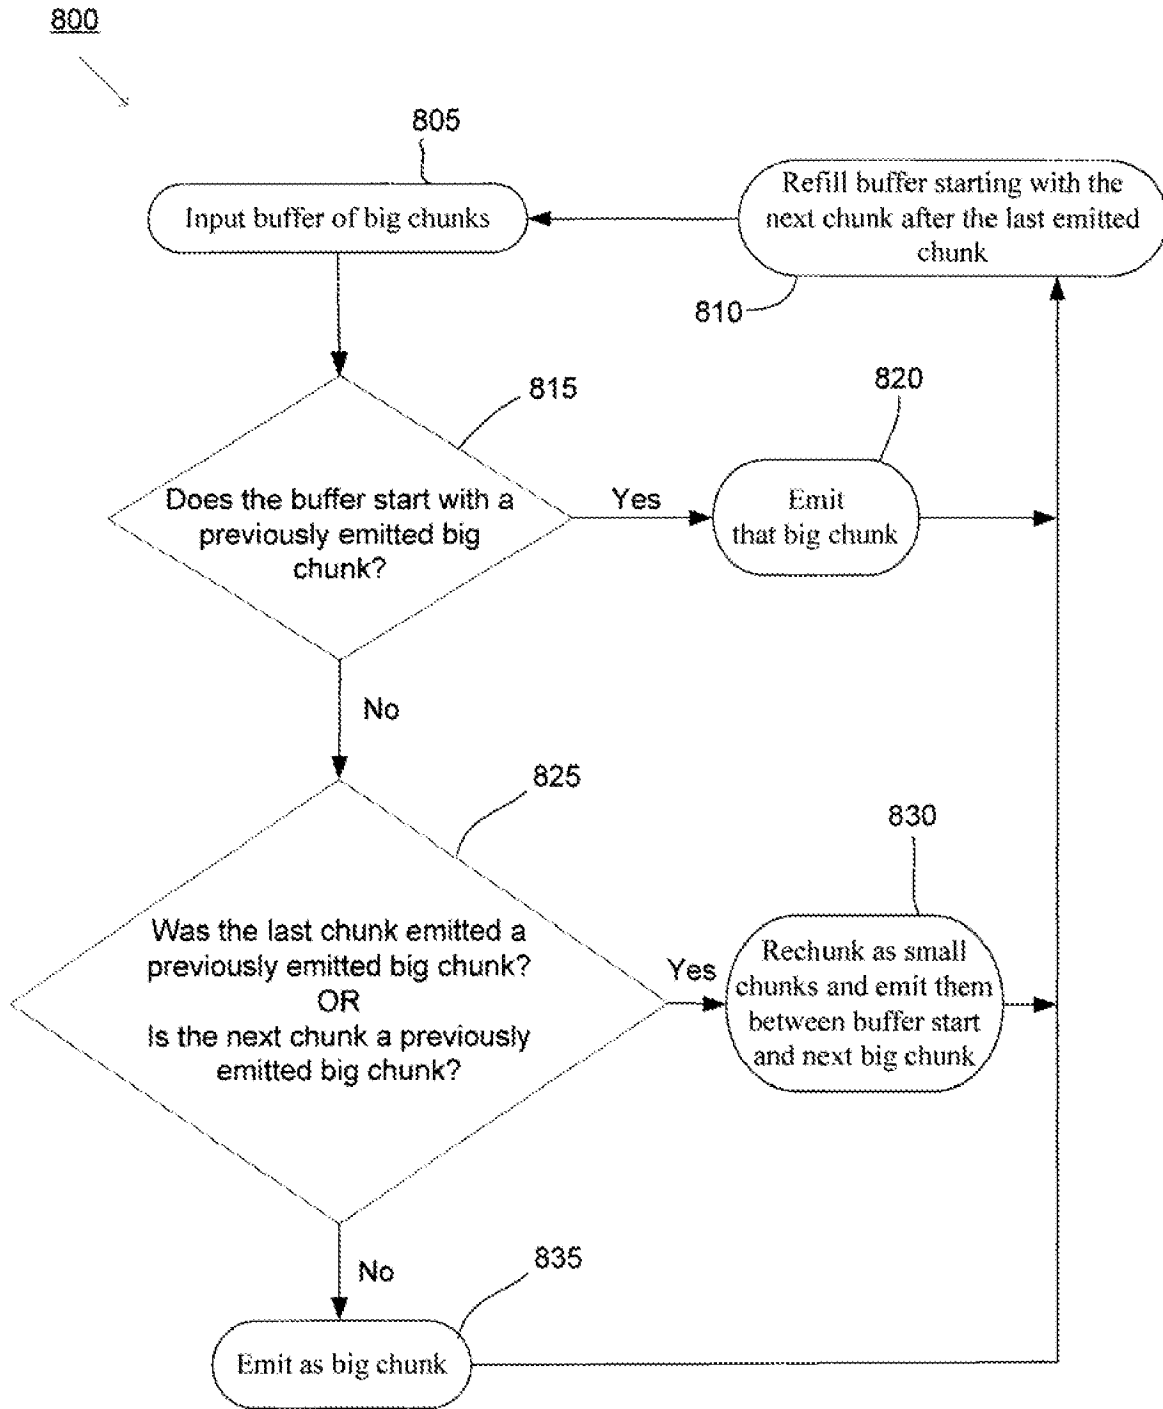 800
805
Input buffer of big chunks
Refill buffer starting with the
next chunk after the last emitted
chunk
810
815
820
Does the buffer start with a
previously emitted big
chunk?
Yes
Emit
that big chunk
No
825
830
Was the last chunk emitted a
previously emitted big chunk?
OR
Is the next chunk a previously
emitted big chunk?
Yes
Rechunk as small
chunks and emit them
between buffer start
and next big chunk
No
835
Emit as big chunk